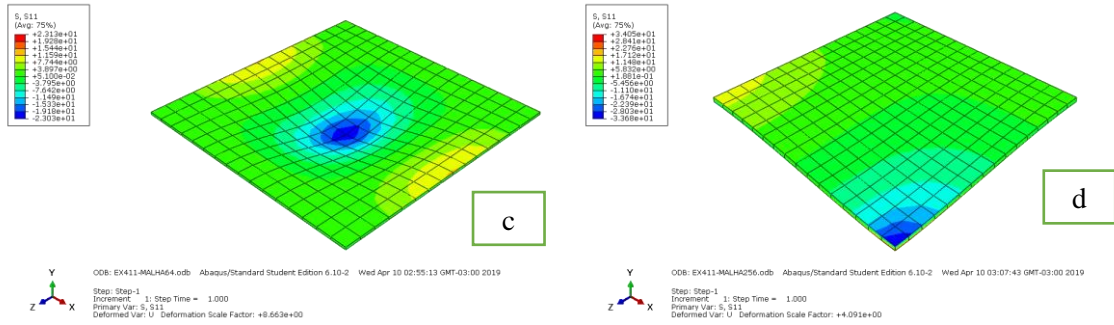 S, S11
(Avg: 75%)
+2.313e+01
+1.928e+01
+1.544e+01
+1.159e+01
+7.744e+00
+3.897e+00
+5.100e-02
-3.795e+00
-7.642e+00
-1.149e+01
-1.533e+01
-1.918e+01
-2.303e+01
c
Y
Z
X
ODB: EX411-MALHA64.odb Abaqus/Standard Student Edition 6.10-2 Wed Apr 10 02:55:13 GMT-03:00 2019
Step: Step-1
Increment 1: Step Time = 1.000
Primary Var: S, S11
Deformed Var: U Deformation Scale Factor: +8.663e+00
S, S11
(Avg: 75%)
+3.405e+01
+2.841e+01
+2.276e+01
+1.712e+01
+1.148e+01
+5.832e+00
+1.881e-01
-5.456e+00
-1.110e+01
-1.674e+01
-2.239e+01
-2.803e+01
-3.368e+01
d
Y
Z
X
ODB: EX411-MALHA256.odb Abaqus/Standard Student Edition 6.10-2 Wed Apr 10 03:07:43 GMT-03:00 2019
Step: Step-1
Increment 1: Step Time = 1.000
Primary Var: S, S11
Deformed Var: U Deformation Scale Factor: +4.091e+00